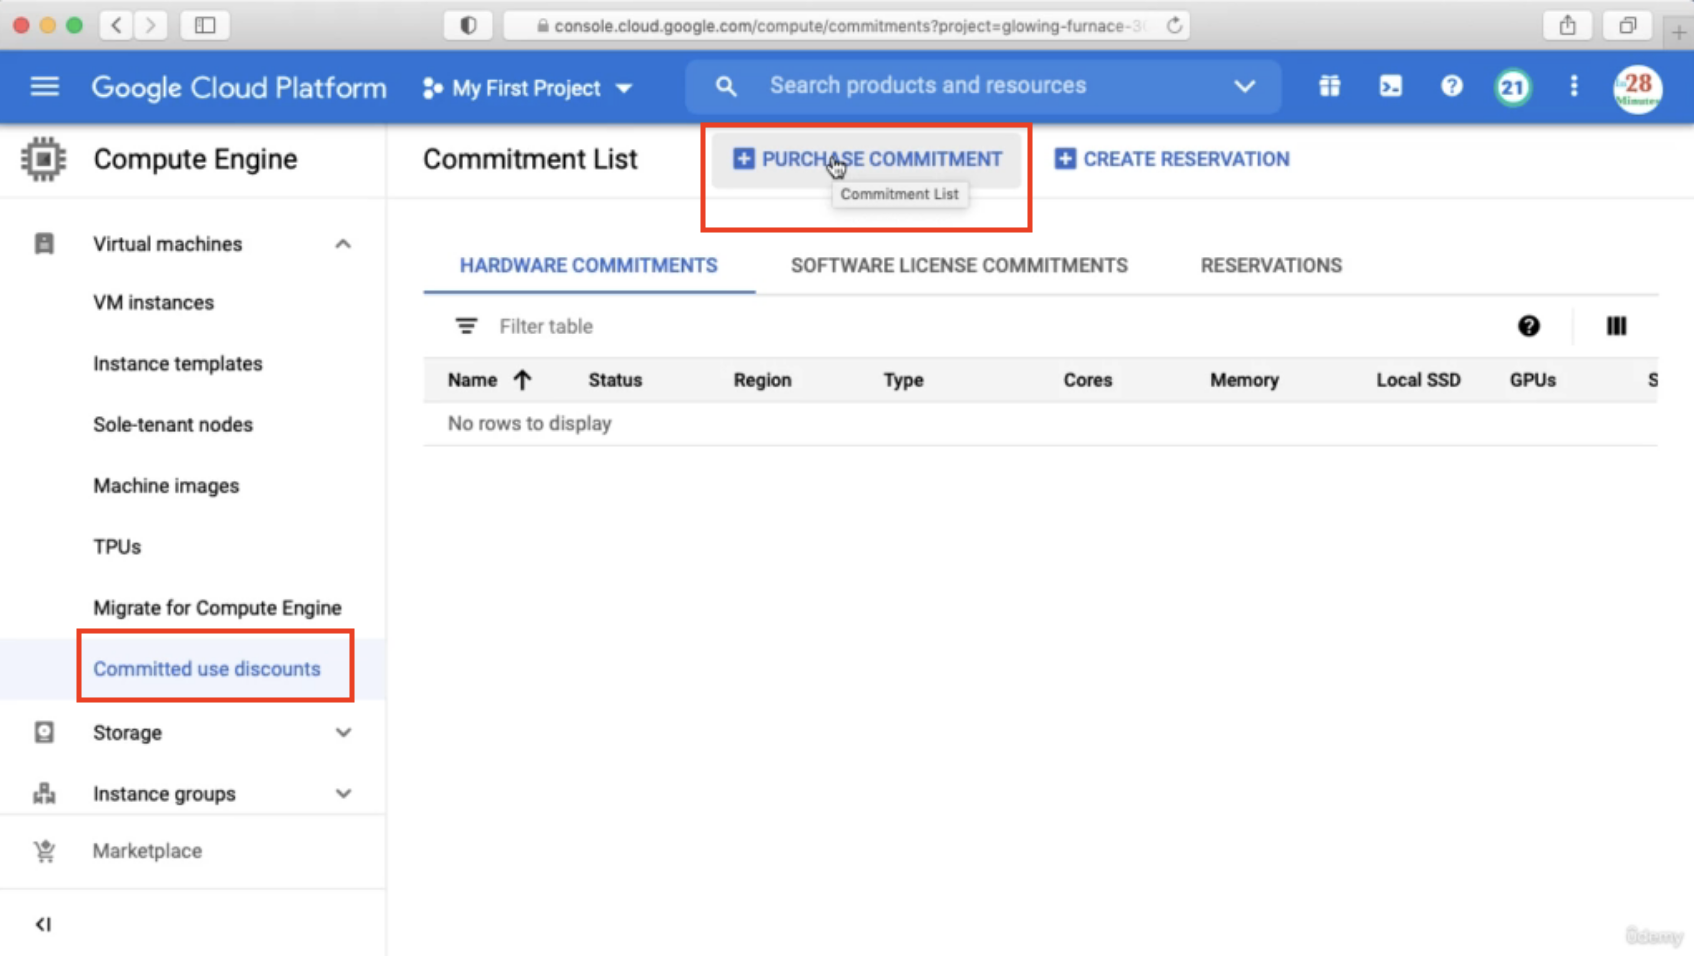 console.cloud.google.com/compute/commitments?project=glowing-furnace-3
Google Cloud Platform
My First Project
Search products and resources
21
in 28
Minutes
Compute Engine
Commitment List
PURCHASE COMMITMENT
CREATE RESERVATION
Commitment List
Virtual machines
HARDWARE COMMITMENTS
SOFTWARE LICENSE COMMITMENTS
RESERVATIONS
VM instances
Filter table
Instance templates
Name Status Region Type Cores Memory Local SSD GPUs S
Sole-tenant nodes
No rows to display
Machine images
TPUs
Migrate for Compute Engine
Committed use discounts
Storage
Instance groups
Marketplace
ûdemy